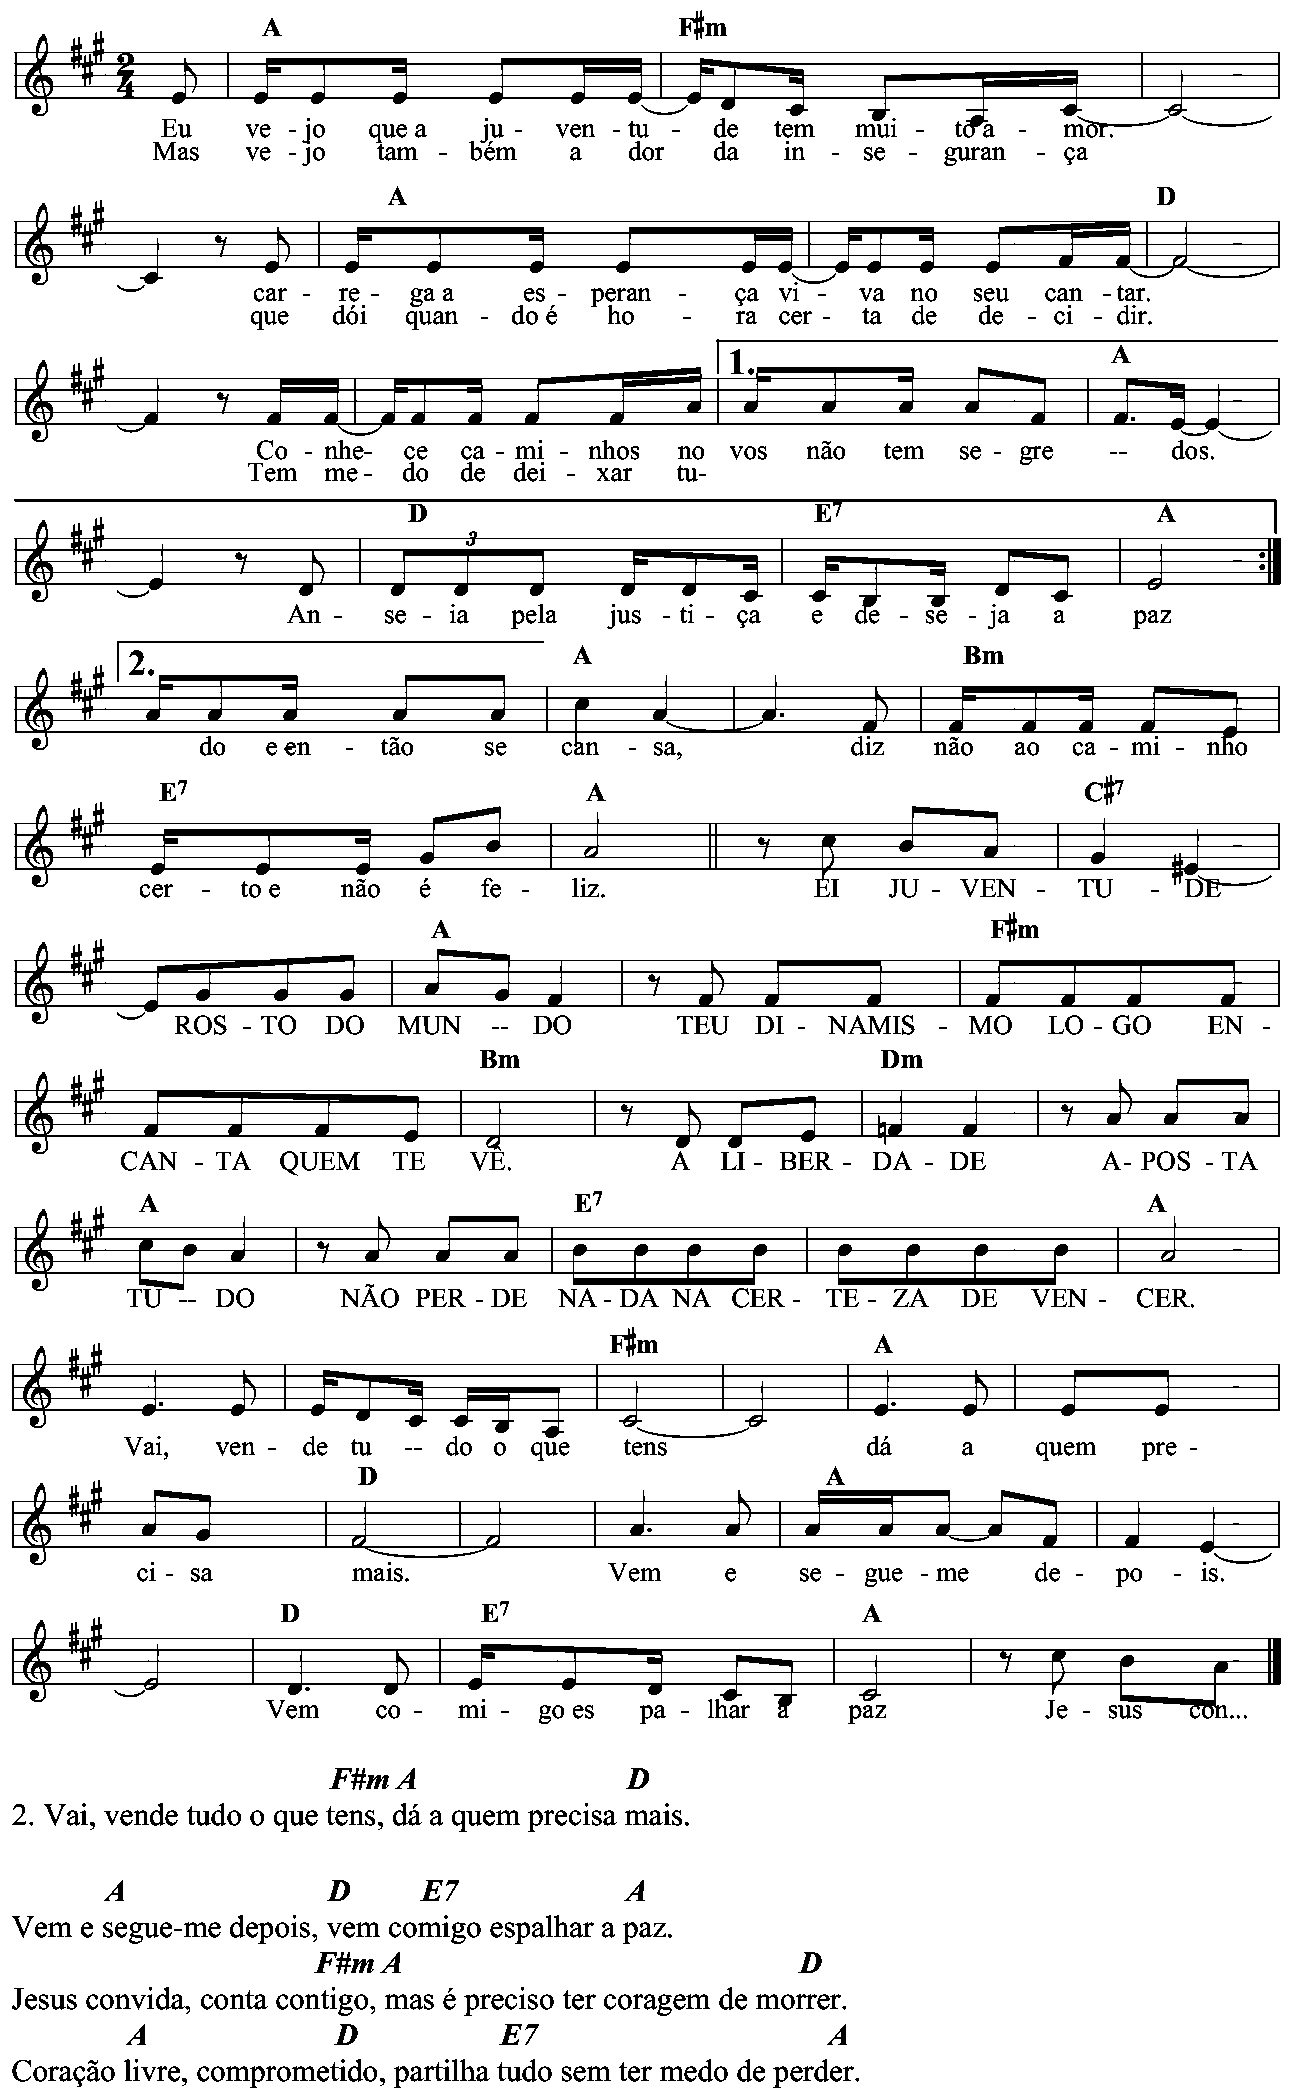 A F#m
2/4
Eu ve - jo que a ju - ven - tu - de tem mui - to a - mor.
Mas ve - jo tam - bém a dor da in - se - guran - ça
A D
car - re - ga a es - peran - ça vi - va no seu can - tar.
que dói quan - do é ho - ra cer - ta de de - ci - dir.
1. A
Co - nhe- ce ca - mi - nhos no vos não tem se - gre -- dos.
Tem me - do de dei - xar tu-
D 3 E7 A
An - se - ia pela jus - ti - ça e de - se - ja a paz
2. A Bm
do e en - tão se can - sa, diz não ao ca - mi - nho
E7 A C#7
cer - to e não é fe - liz. EI JU - VEN - TU - DE
A F#m
ROS - TO DO MUN -- DO TEU DI - NAMIS - MO LO - GO EN -
Bm Dm
CAN - TA QUEM TE VÊ. A LI - BER - DA - DE A - POS - TA
A E7 A
TU -- DO NÃO PER - DE NA - DA NA CER - TE - ZA DE VEN - CER.
F#m A
Vai, ven- de tu -- do o que tens dá a quem pre -
D A
ci - sa mais. Vem e se - gue - me de - po - is.
D E7 A
Vem co - mi - go es pa - lhar a paz Je - sus con...
F#m A D
2. Vai, vende tudo o que tens, dá a quem precisa mais.
A D E7 A
Vem e segue-me depois, vem comigo espalhar a paz.
F#m A D
Jesus convida, conta contigo, mas é preciso ter coragem de morrer.
A D E7 A
Coração livre, comprometido, partilha tudo sem ter medo de perder.